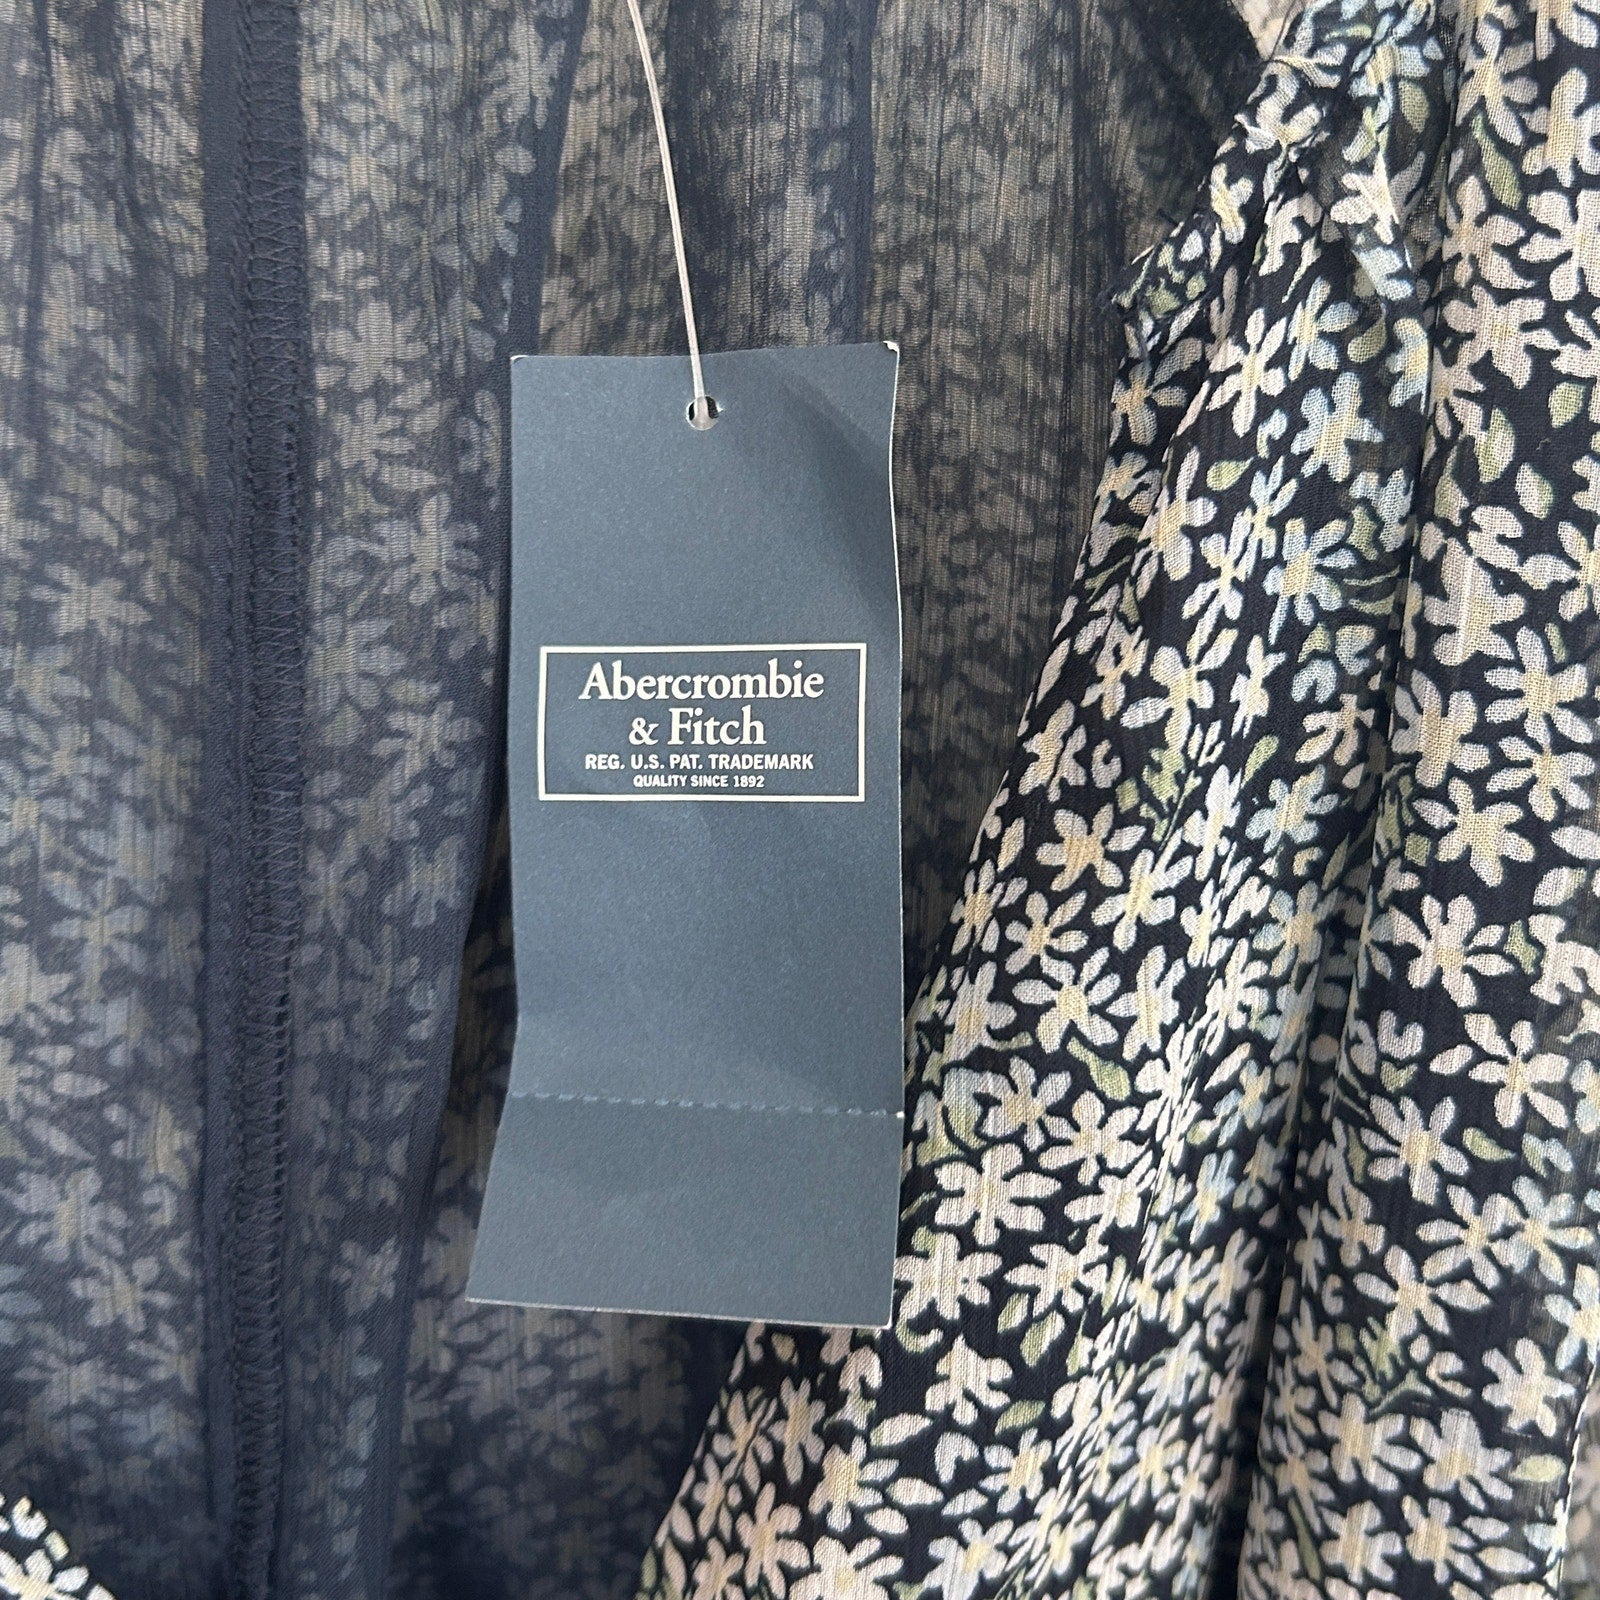 Abercrombie
& Fitch
REG. U.S. PAT. TRADEMARK
QUALITY SINCE 1892